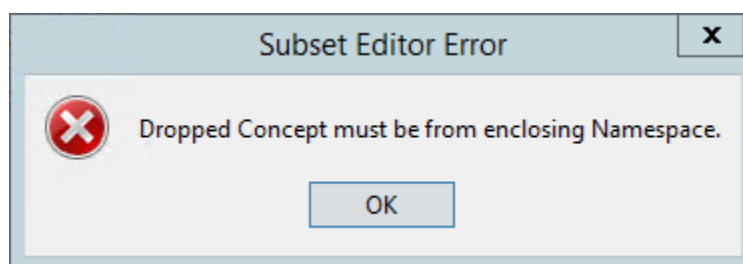 Subset Editor Error
x
Dropped Concept must be from enclosing Namespace.
OK